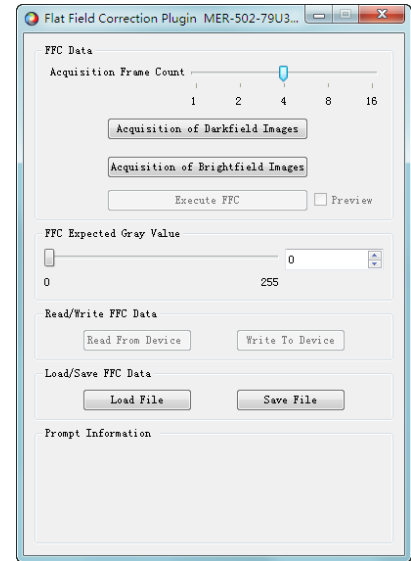 Flat Field Correction Plugin MER-502-79U3...
FFC Data
Acquisition Frame Count
1 2 4 8 16
Acquisition of Darkfield Images
Acquisition of Brightfield Images
Execute FFC Preview
FFC Expected Gray Value
0
0 255
Read/Write FFC Data
Read From Device Write To Device
Load/Save FFC Data
Load File Save File
Prompt Information